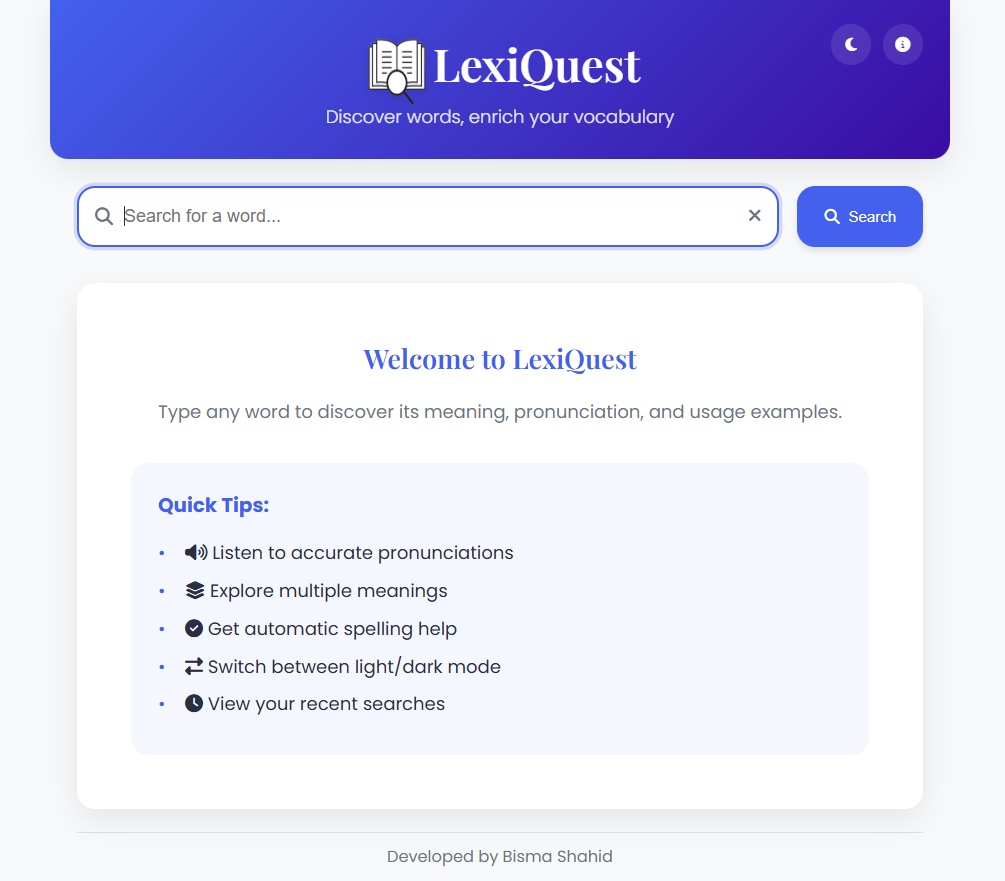 LexiQuest
Discover words, enrich your vocabulary
Search for a word...
Search
Welcome to LexiQuest
Type any word to discover its meaning, pronunciation, and usage examples.
Quick Tips:
• Listen to accurate pronunciations
• Explore multiple meanings
• Get automatic spelling help
• Switch between light/dark mode
• View your recent searches
Developed by Bisma Shahid